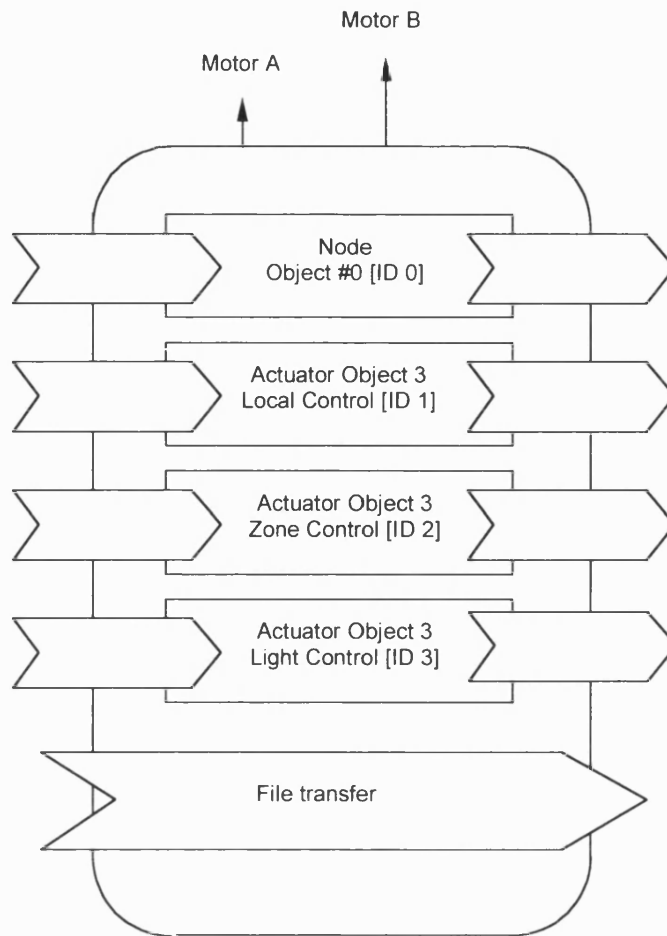 Motor B
Motor A
Node
Object #0 [ID 0]
Actuator Object 3
Local Control [ID 1]
Actuator Object 3
Zone Control [ID 2]
Actuator Object 3
Light Control [ID 3]
File transfer